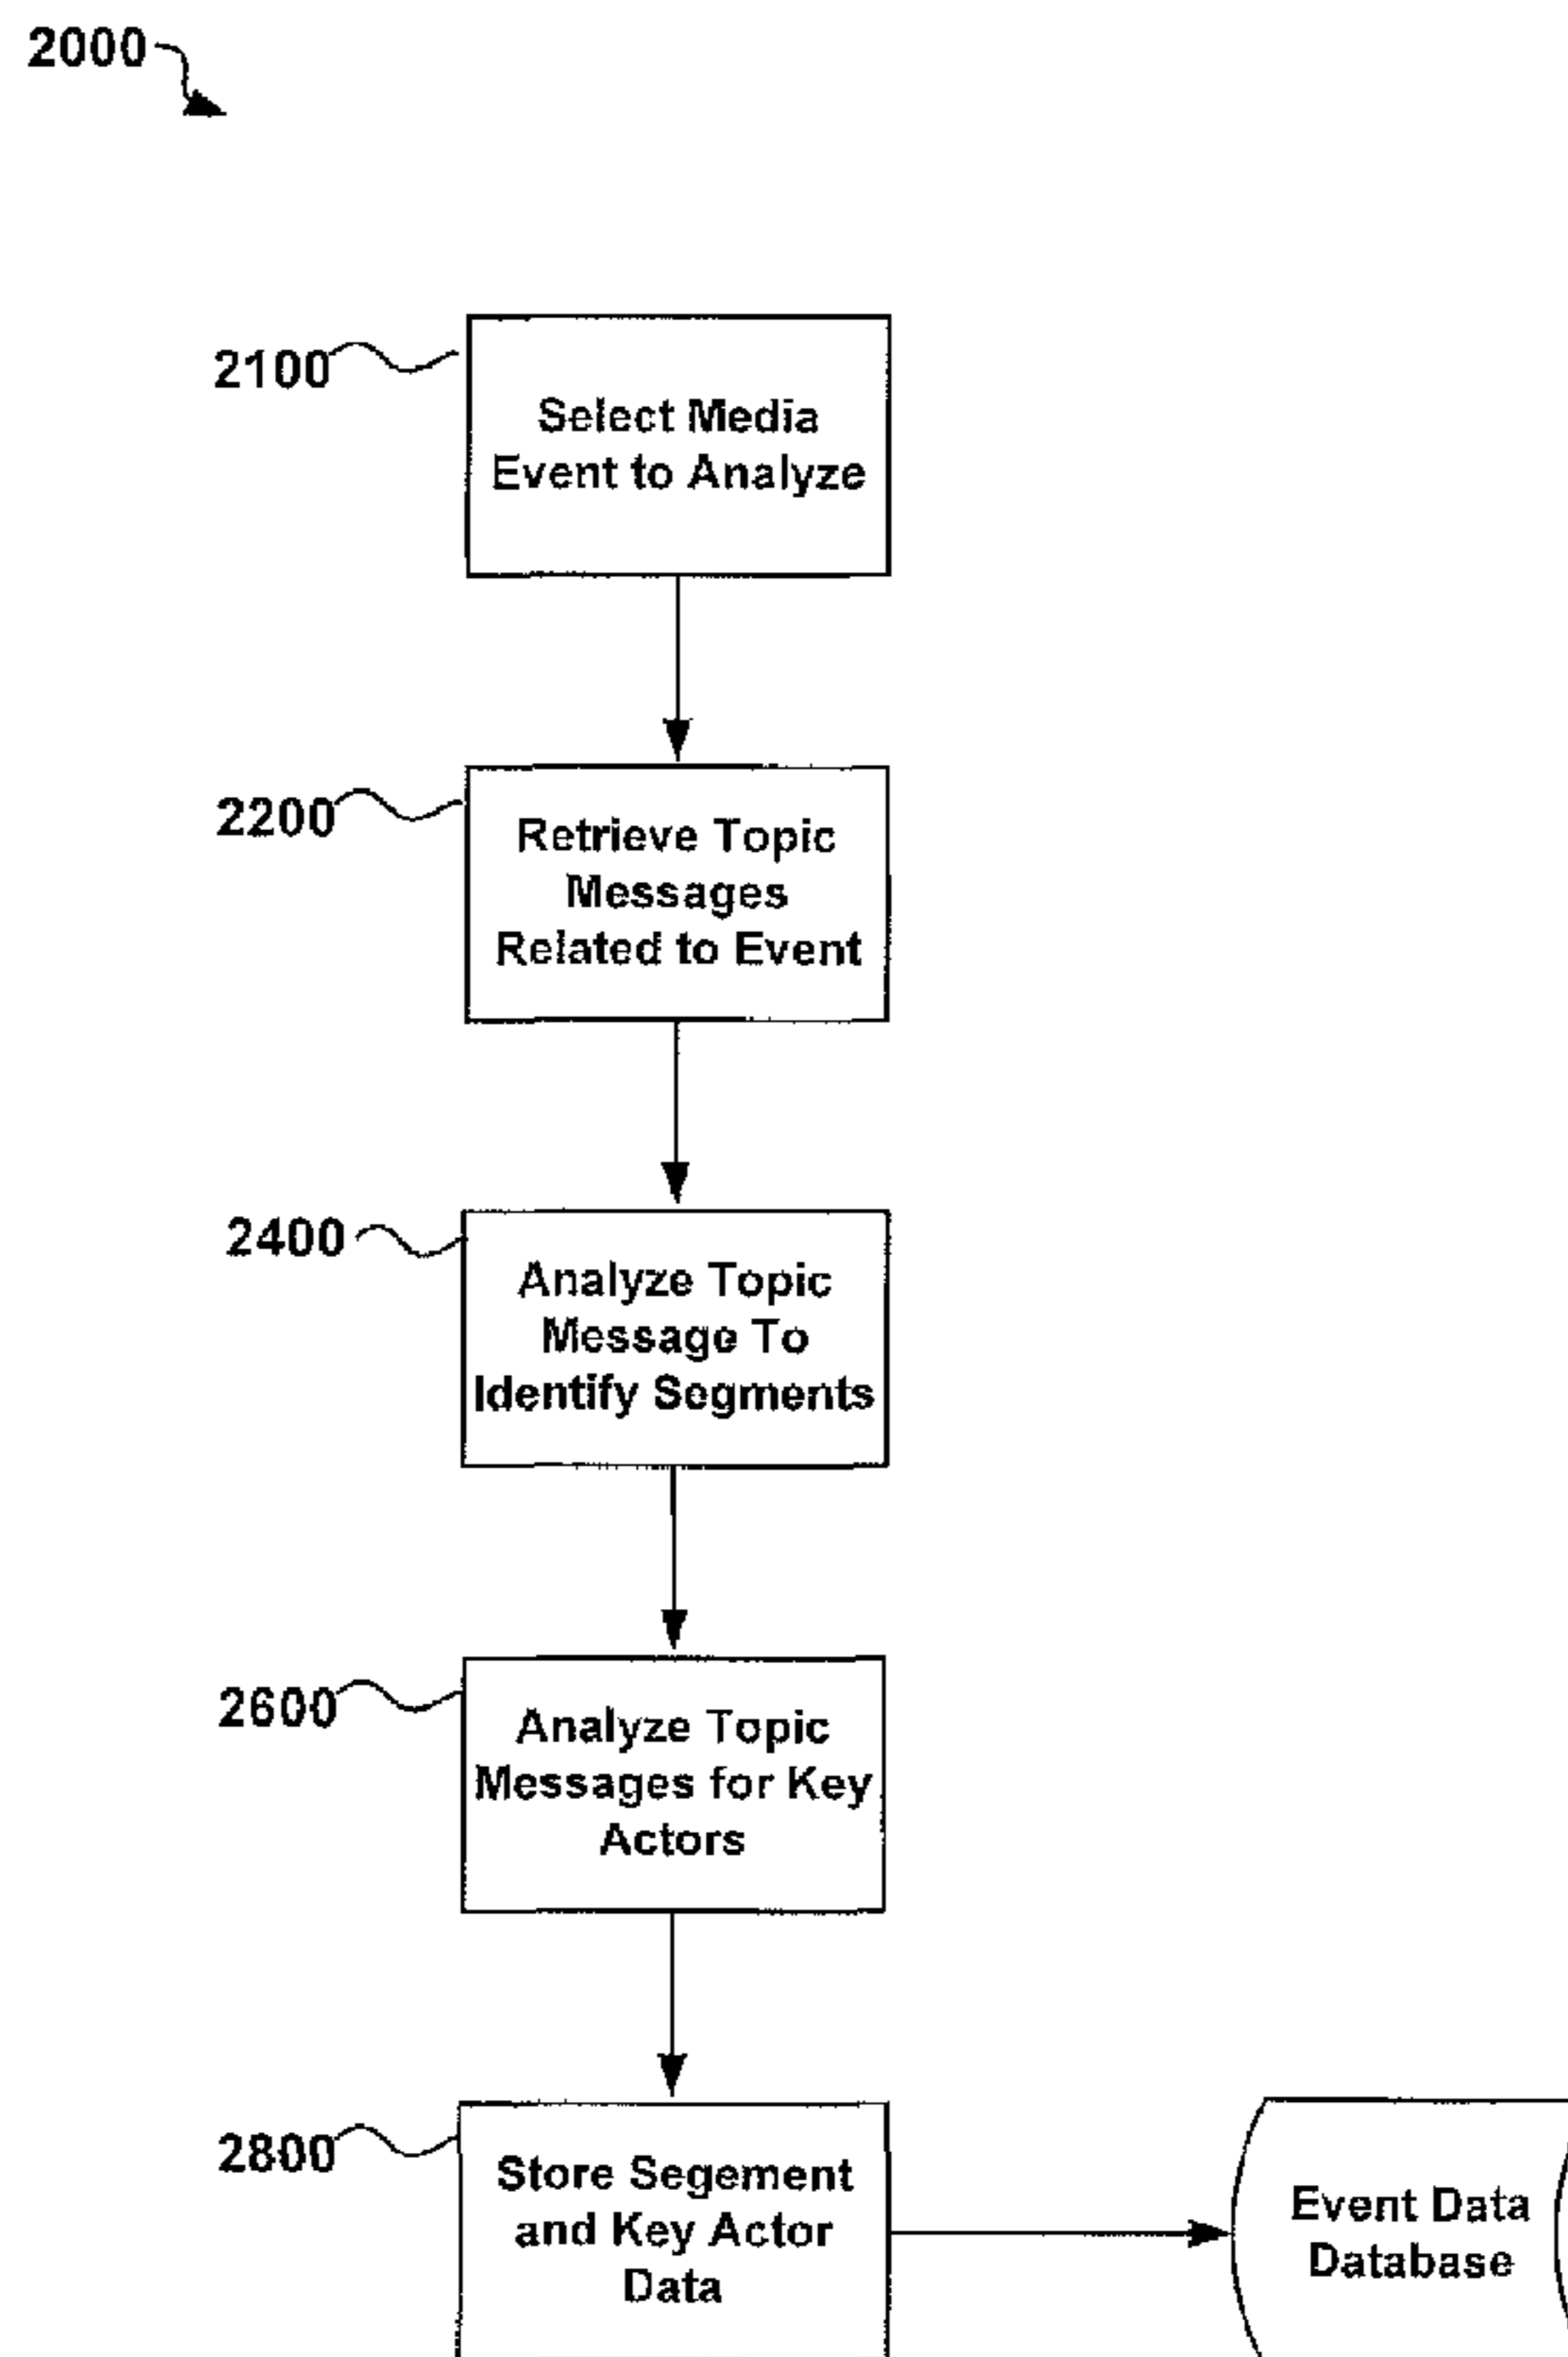 2000
2100
Select Media
Event to Analyze
2200
Retrieve Topic
Messages
Related to Event
2400
Analyze Topic
Message To
Identify Segments
2600
Analyze Topic
Messages for Key
Actors
2800
Store Segement
and Key Actor
Data
Event Data
Database